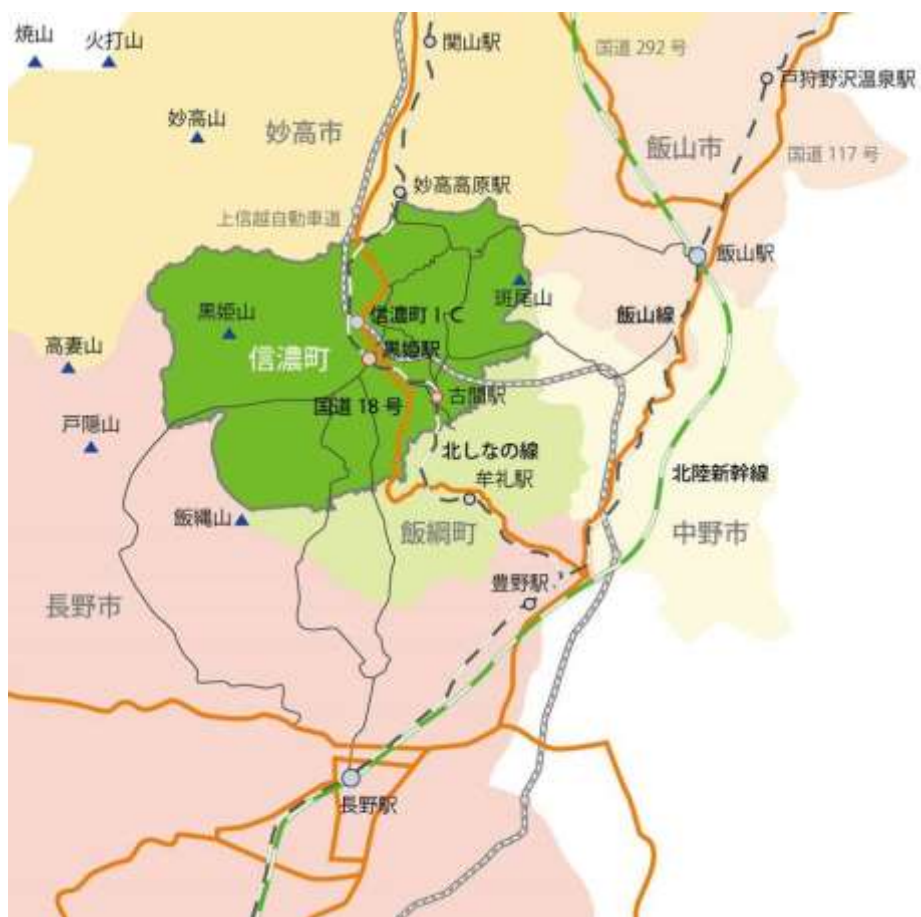 焼山
火打山
関山駅
国道 292 号
戸狩野沢温泉駅
妙高山
妙高市
飯山市
国道 117 号
妙高高原駅
上信越自動車道
飯山駅
斑尾山
黒姫山
信濃町 I・C
飯山線
高妻山
信濃町
黒姫駅
古間駅
国道 18 号
戸隠山
北しなの線
北陸新幹線
牟礼駅
飯縄山
飯綱町
中野市
豊野駅
長野市
長野駅